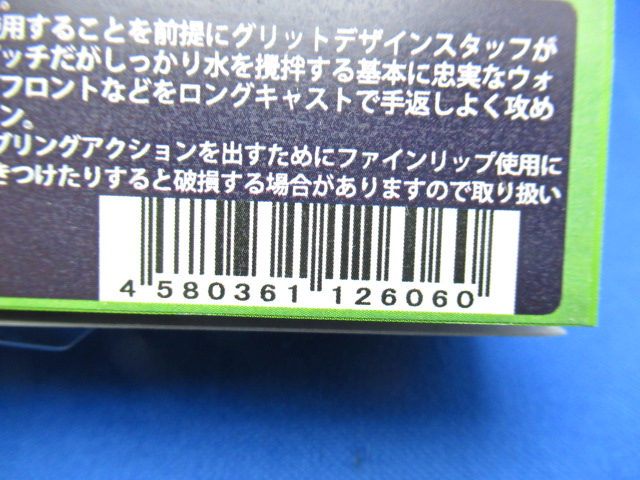 用することを前提にグリットデザインスタッフが
ッチだがしっかり水を攪拌する基本に忠実なウォ
フロントなどをロングキャストで手返しよく攻め
ン。
ブリングアクションを出すためにファインリップ使用に
きつけたりすると破損する場合がありますので取り扱い
4 580361 126060